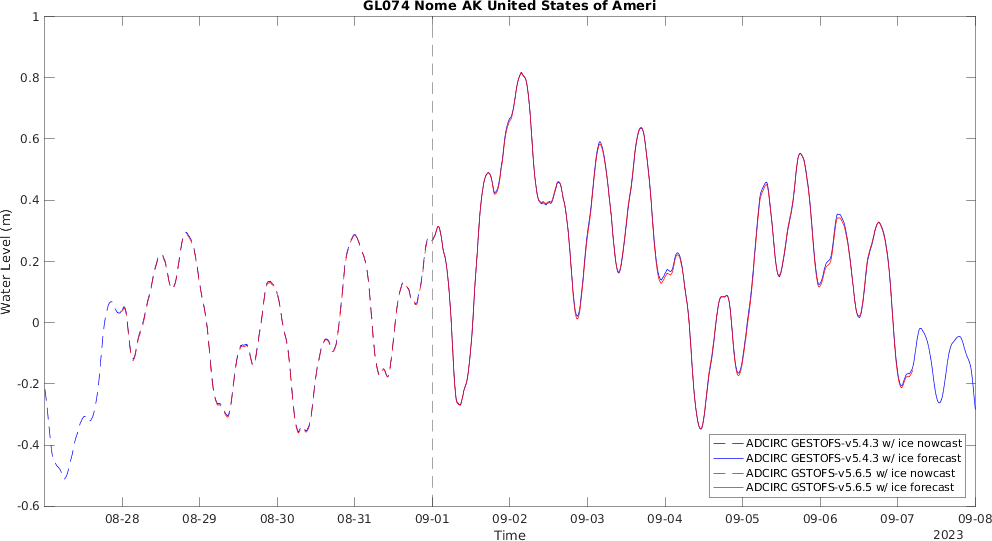 GL074 Nome AK United States of Ameri
Water Level (m)
1
0.8
0.6
0.4
0.2
0
-0.2
-0.4
-0.6
ADCIRC GESTOFS-v5.4.3 w/ ice nowcast
ADCIRC GESTOFS-v5.4.3 w/ ice forecast
ADCIRC GSTOFS-v5.6.5 w/ ice nowcast
ADCIRC GSTOFS-v5.6.5 w/ ice forecast
08-28 08-29 08-30 08-31 09-01 09-02 09-03 09-04 09-05 09-06 09-07 09-08
Time
2023